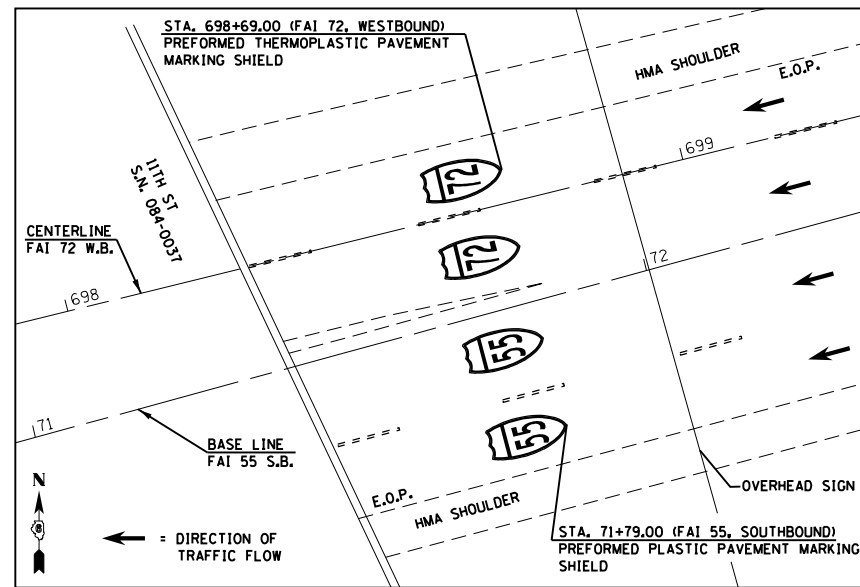 STA. 698+69.00 (FAI 72, WESTBOUND)
PREFORMED THERMOPLASTIC PAVEMENT
MARKING SHIELD
HMA SHOULDER
E.O.P.
699
11TH ST
S.N. 084-0037
72
CENTERLINE
FAI 72 W.B.
698
72
72
55
71
BASE LINE
FAI 55 S.B.
55
N
E.O.P.
HMA SHOULDER
OVERHEAD SIGN
= DIRECTION OF
TRAFFIC FLOW
STA. 71+79.00 (FAI 55, SOUTHBOUND)
PREFORMED PLASTIC PAVEMENT MARKING
SHIELD